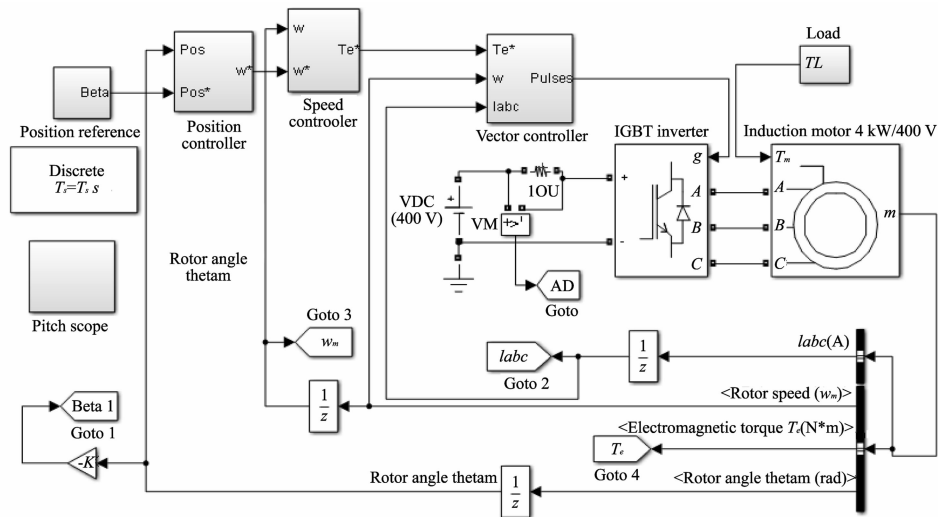 Pos
Pos*
w*
Position controller
w
w*
Te*
Speed controoler
Te*
w
Iabc
Pulses
Vector controller
Load
TL
Beta
Position reference
Discrete
Ts=Ts s
Pitch scope
IGBT inverter
g
+
-
A
B
C
Induction motor 4 kW/400 V
Tm
A
B
C
m
VDC
(400 V)
+
1OU
VM
+
v
-
AD
Goto
Rotor angle
thetam
Goto 3
wm
labc
Goto 2
1
z
labc(A)
1
z
<Rotor speed (wm)>
<Electromagnetic torque Te(N*m)>
Te
Goto 4
Beta 1
Goto 1
-K
Rotor angle thetam
1
z
<Rotor angle thetam (rad)>